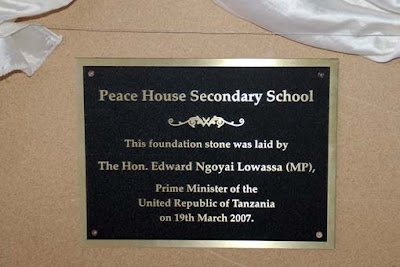 Peace House Secondary School
This foundation stone was laid by
The Hon. Edward Ngoyai Lowassa (MP),
Prime Minister of the
United Republic of Tanzania
on 19th March 2007.